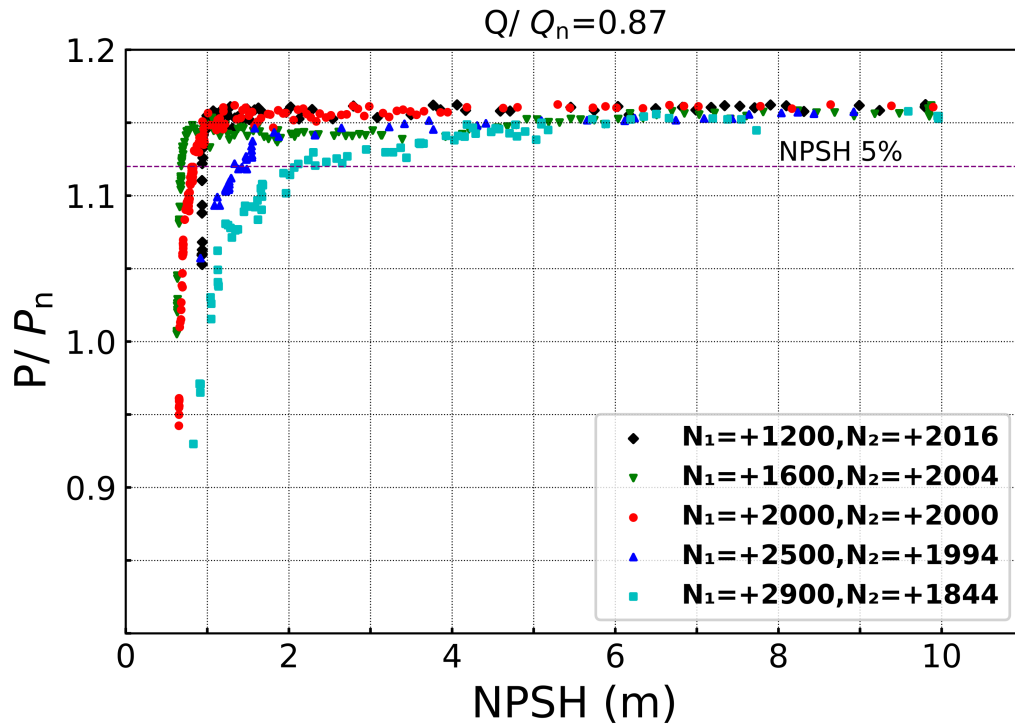 Q/ Qₙ=0.87
1.2
1.1
1.0
0.9
P/ Pₙ
NPSH 5%
N₁=+1200,N₂=+2016
N₁=+1600,N₂=+2004
N₁=+2000,N₂=+2000
N₁=+2500,N₂=+1994
N₁=+2900,N₂=+1844
0 2 4 6 8 10
NPSH (m)